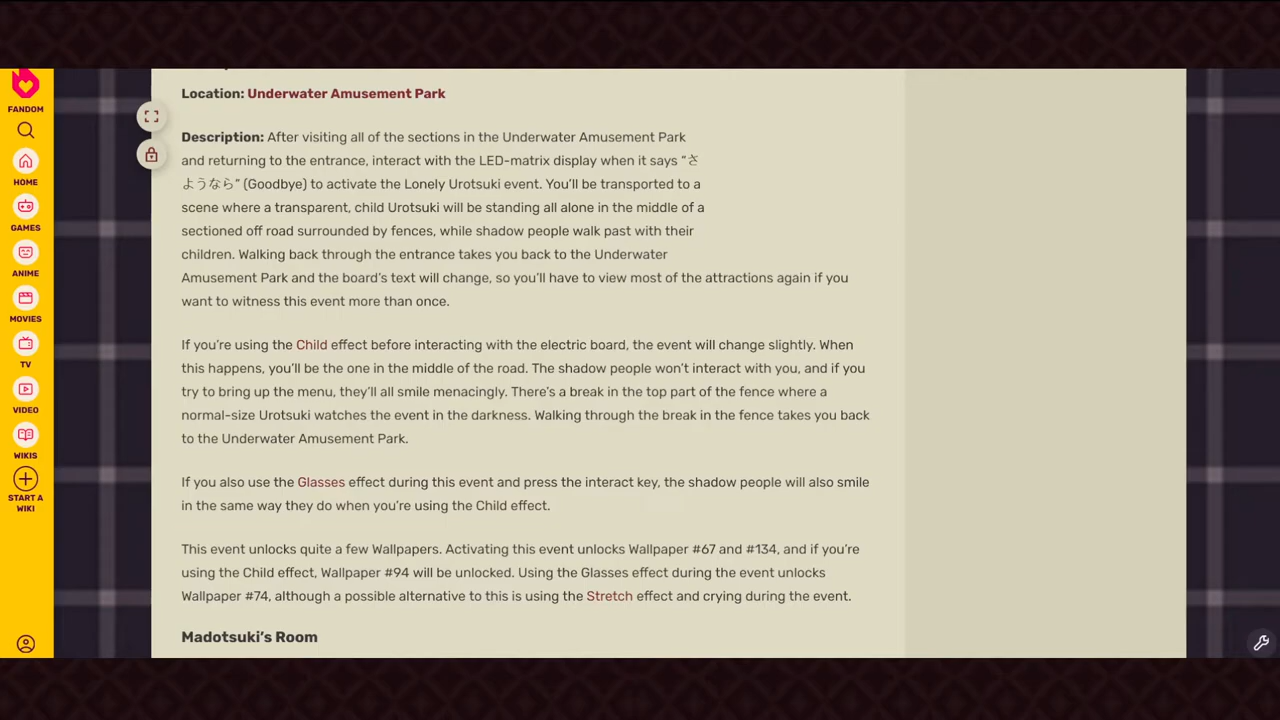 FANDOM
HOME
GAMES
ANIME
MOVIES
TV
VIDEO
WIKIS
START A
WIKI
Location: Underwater Amusement Park
Description: After visiting all of the sections in the Underwater Amusement Park
and returning to the entrance, interact with the LED-matrix display when it says “さ
ようなら” (Goodbye) to activate the Lonely Urotsuki event. You’ll be transported to a
scene where a transparent, child Urotsuki will be standing all alone in the middle of a
sectioned off road surrounded by fences, while shadow people walk past with their
children. Walking back through the entrance takes you back to the Underwater
Amusement Park and the board’s text will change, so you’ll have to view most of the attractions again if you
want to witness this event more than once.
If you’re using the Child effect before interacting with the electric board, the event will change slightly. When
this happens, you’ll be the one in the middle of the road. The shadow people won’t interact with you, and if you
try to bring up the menu, they’ll all smile menacingly. There’s a break in the top part of the fence where a
normal-size Urotsuki watches the event in the darkness. Walking through the break in the fence takes you back
to the Underwater Amusement Park.
If you also use the Glasses effect during this event and press the interact key, the shadow people will also smile
in the same way they do when you’re using the Child effect.
This event unlocks quite a few Wallpapers. Activating this event unlocks Wallpaper #67 and #134, and if you’re
using the Child effect, Wallpaper #94 will be unlocked. Using the Glasses effect during the event unlocks
Wallpaper #74, although a possible alternative to this is using the Stretch effect and crying during the event.
Madotsuki’s Room